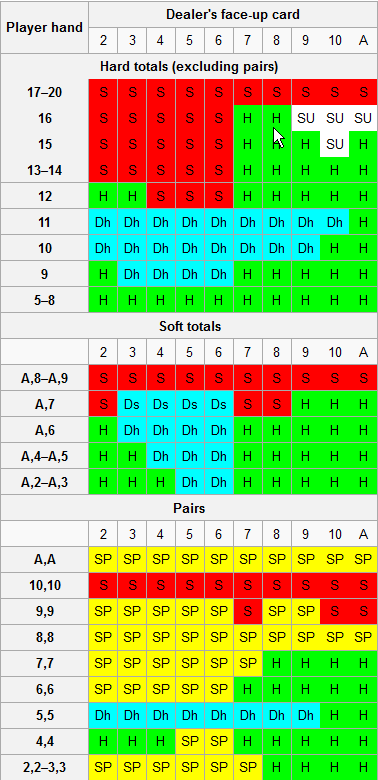 Player hand Dealer's face-up card
2 3 4 5 6 7 8 9 10 A
Hard totals (excluding pairs)
17–20 S S S S S S S S S S
16 S S S S S H H SU SU SU
15 S S S S S H H H SU H
13–14 S S S S S H H H H H
12 H H S S S H H H H H
11 Dh Dh Dh Dh Dh Dh Dh Dh Dh H
10 Dh Dh Dh Dh Dh Dh Dh Dh H H
9 H Dh Dh Dh Dh H H H H H
5–8 H H H H H H H H H H
Soft totals
2 3 4 5 6 7 8 9 10 A
A,8–A,9 S S S S S S S S S S
A,7 S Ds Ds Ds Ds S S H H H
A,6 H Dh Dh Dh Dh H H H H H
A,4–A,5 H H Dh Dh Dh H H H H H
A,2–A,3 H H H Dh Dh H H H H H
Pairs
2 3 4 5 6 7 8 9 10 A
A,A SP SP SP SP SP SP SP SP SP SP
10,10 S S S S S S S S S S
9,9 SP SP SP SP SP S SP SP S S
8,8 SP SP SP SP SP SP SP SP SP SP
7,7 SP SP SP SP SP SP H H H H
6,6 SP SP SP SP SP H H H H H
5,5 Dh Dh Dh Dh Dh Dh Dh Dh H H
4,4 H H H SP SP H H H H H
2,2–3,3 SP SP SP SP SP SP H H H H